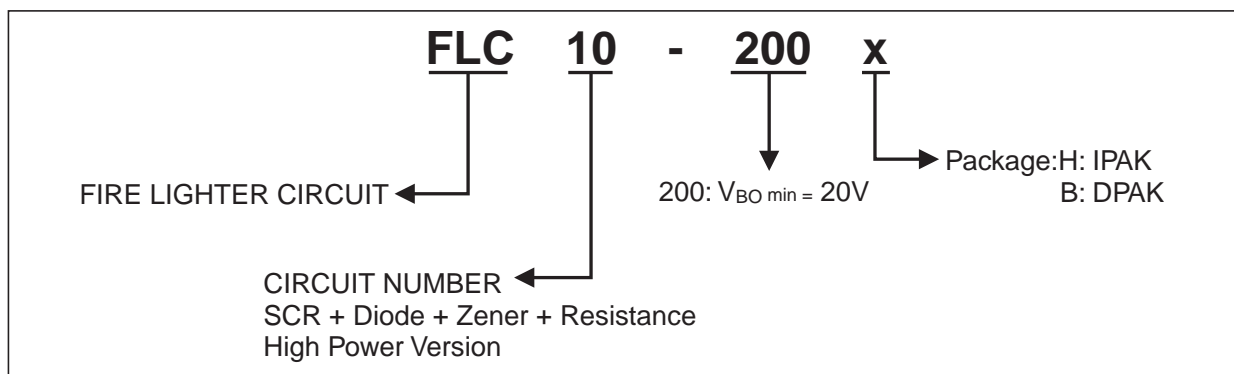 FLC 10 - 200 x
Package:H: IPAK
B: DPAK
FIRE LIGHTER CIRCUIT
200: VBO min = 20V
CIRCUIT NUMBER
SCR + Diode + Zener + Resistance
High Power Version